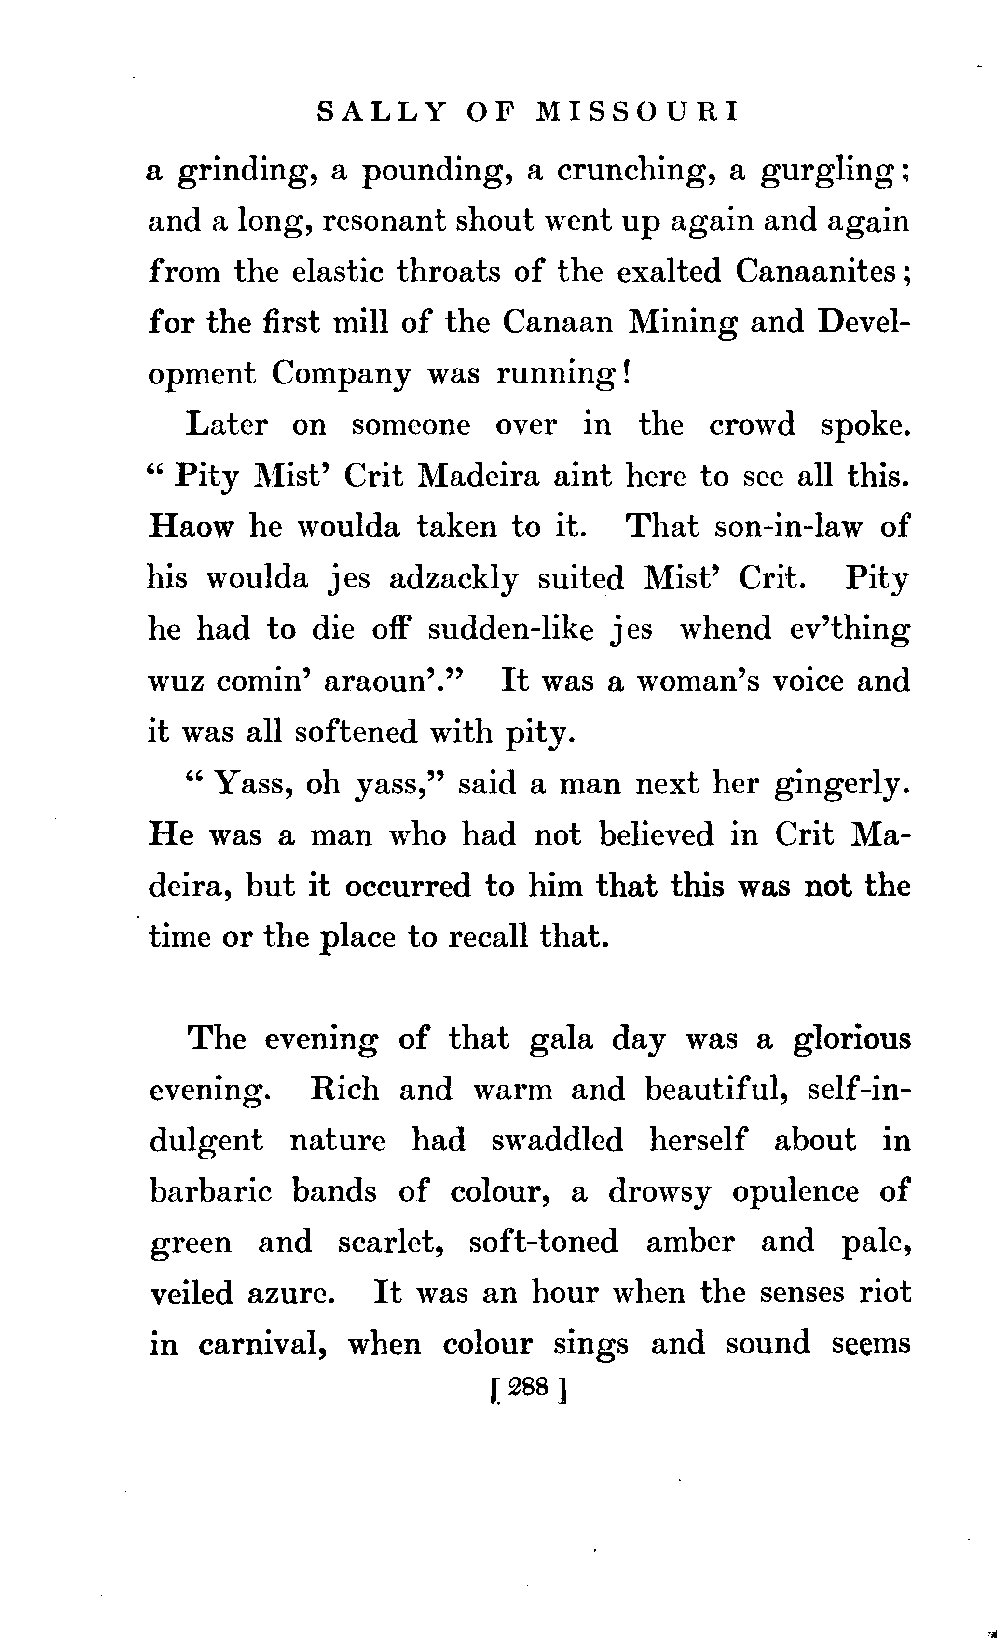 SALLY OF MISSOURI
a grinding, a pounding, a crunching, a gurgling;
and a long, resonant shout went up again and again
from the elastic throats of the exalted Canaanites;
for the first mill of the Canaan Mining and Devel-
opment Company was running!
Later on someone over in the crowd spoke.
“ Pity Mist’ Crit Madeira aint here to see all this.
Haow he woulda taken to it. That son-in-law of
his woulda jes adzackly suited Mist’ Crit. Pity
he had to die off sudden-like jes whend ev’thing
wuz comin’ araoun’.” It was a woman’s voice and
it was all softened with pity.
“ Yass, oh yass,” said a man next her gingerly.
He was a man who had not believed in Crit Ma-
deira, but it occurred to him that this was not the
time or the place to recall that.
The evening of that gala day was a glorious
evening. Rich and warm and beautiful, self-in-
dulgent nature had swaddled herself about in
barbaric bands of colour, a drowsy opulence of
green and scarlet, soft-toned amber and pale,
veiled azure. It was an hour when the senses riot
in carnival, when colour sings and sound seems
[ 288 ]